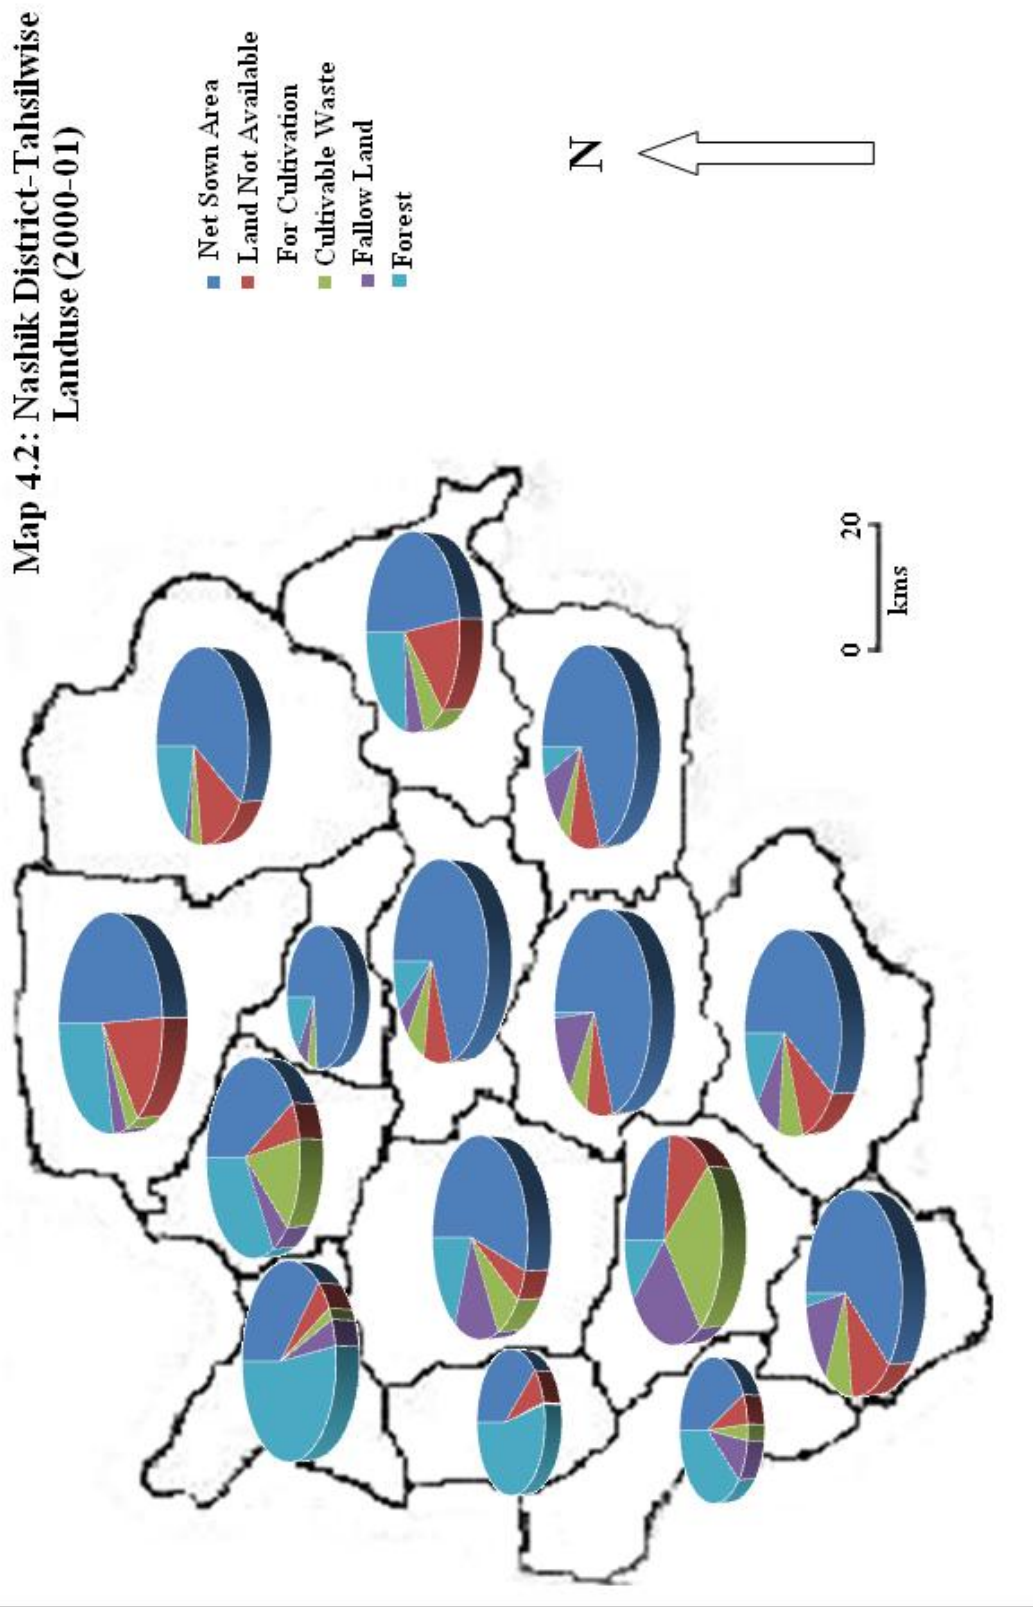 Map 4.2: Nashik District-Tahsilwise
Landuse (2000-01)
Net Sown Area
Land Not Available
For Cultivation
Cultivable Waste
Fallow Land
Forest
N
0 20
kms